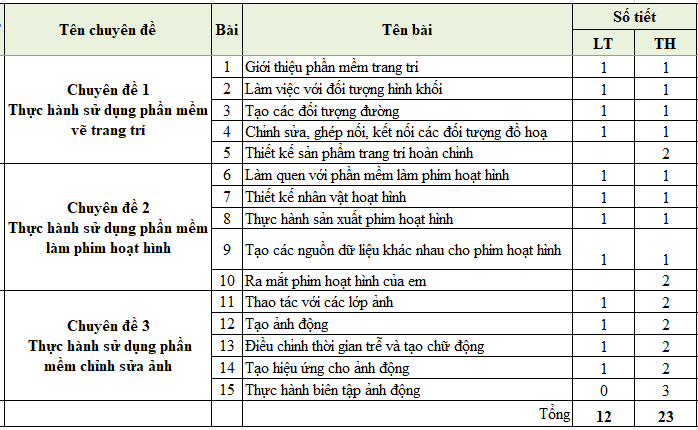 Tên chuyên đề Bài Tên bài Số tiết
LT TH
Chuyên đề 1
Thực hành sử dụng phần mềm
vẽ trang trí
1 Giới thiệu phần mềm trang trí 1 1
2 Làm việc với đối tượng hình khối 1 1
3 Tạo các đối tượng đường 1 1
4 Chỉnh sửa, ghép nối, kết nối các đối tượng đồ hoạ 1 1
5 Thiết kế sản phẩm trang trí hoàn chỉnh 2
Chuyên đề 2
Thực hành sử dụng phần mềm
làm phim hoạt hình
6 Làm quen với phần mềm làm phim hoạt hình 1 1
7 Thiết kế nhân vật hoạt hình 1 1
8 Thực hành sản xuất phim hoạt hình 1 1
9 Tạo các nguồn dữ liệu khác nhau cho phim hoạt hình 1 1
10 Ra mắt phim hoạt hình của em 2
Chuyên đề 3
Thực hành sử dụng phần
mềm chỉnh sửa ảnh
11 Thao tác với các lớp ảnh 1 2
12 Tạo ảnh động 1 2
13 Điều chỉnh thời gian trễ và tạo chữ động 1 2
14 Tạo hiệu ứng cho ảnh động 1 2
15 Thực hành biên tập ảnh động 0 3
Tổng 12 23